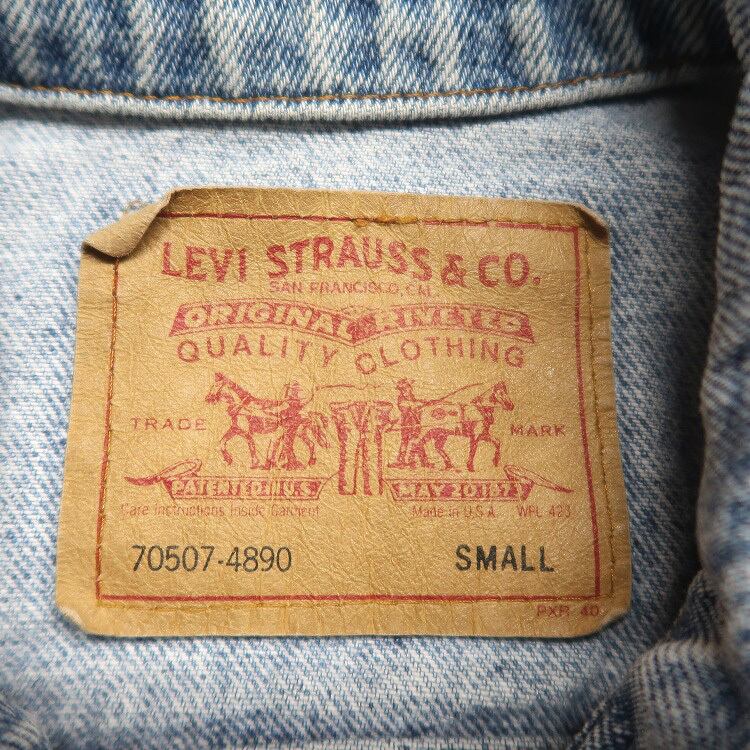 LEVI STRAUSS & CO.
SAN FRANCISCO, CAL.
ORIGINAL RIVETED
QUALITY CLOTHING
TRADE MARK
PATENTED IN U.S. MAY 20 1873
Care Instructions Inside Garment Made in U.S.A. WPL 423
70507-4890 SMALL
PXP. 40